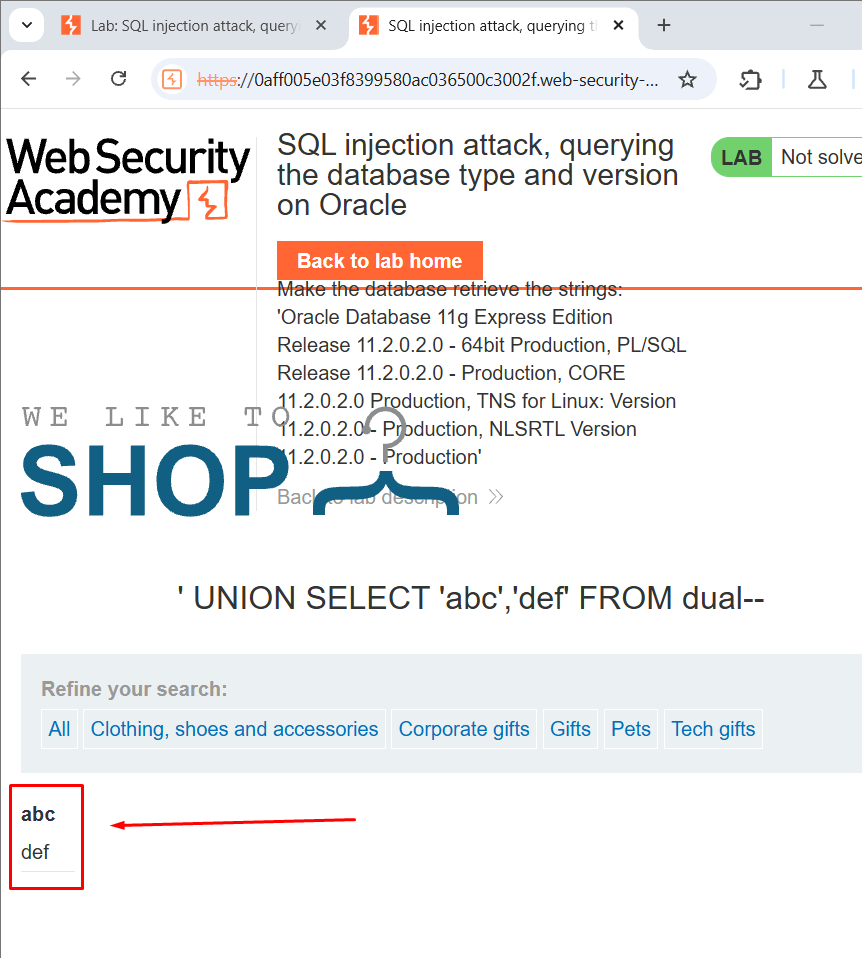 Lab: SQL injection attack, query
SQL injection attack, querying th
https://0aff005e03f8399580ac036500c3002f.web-security-...
Web Security
Academy
SQL injection attack, querying
the database type and version
on Oracle
LAB
Not solve
Back to lab home
Make the database retrieve the strings:
'Oracle Database 11g Express Edition
Release 11.2.0.2.0 - 64bit Production, PL/SQL
Release 11.2.0.2.0 - Production, CORE
11.2.0.2.0 Production, TNS for Linux: Version
11.2.0.2.0 - Production, NLSRTL Version
11.2.0.2.0 - Production'
Back to lab description
WE LIKE TO
SHOP
' UNION SELECT 'abc','def' FROM dual--
Refine your search:
All Clothing, shoes and accessories Corporate gifts Gifts Pets Tech gifts
abc
def